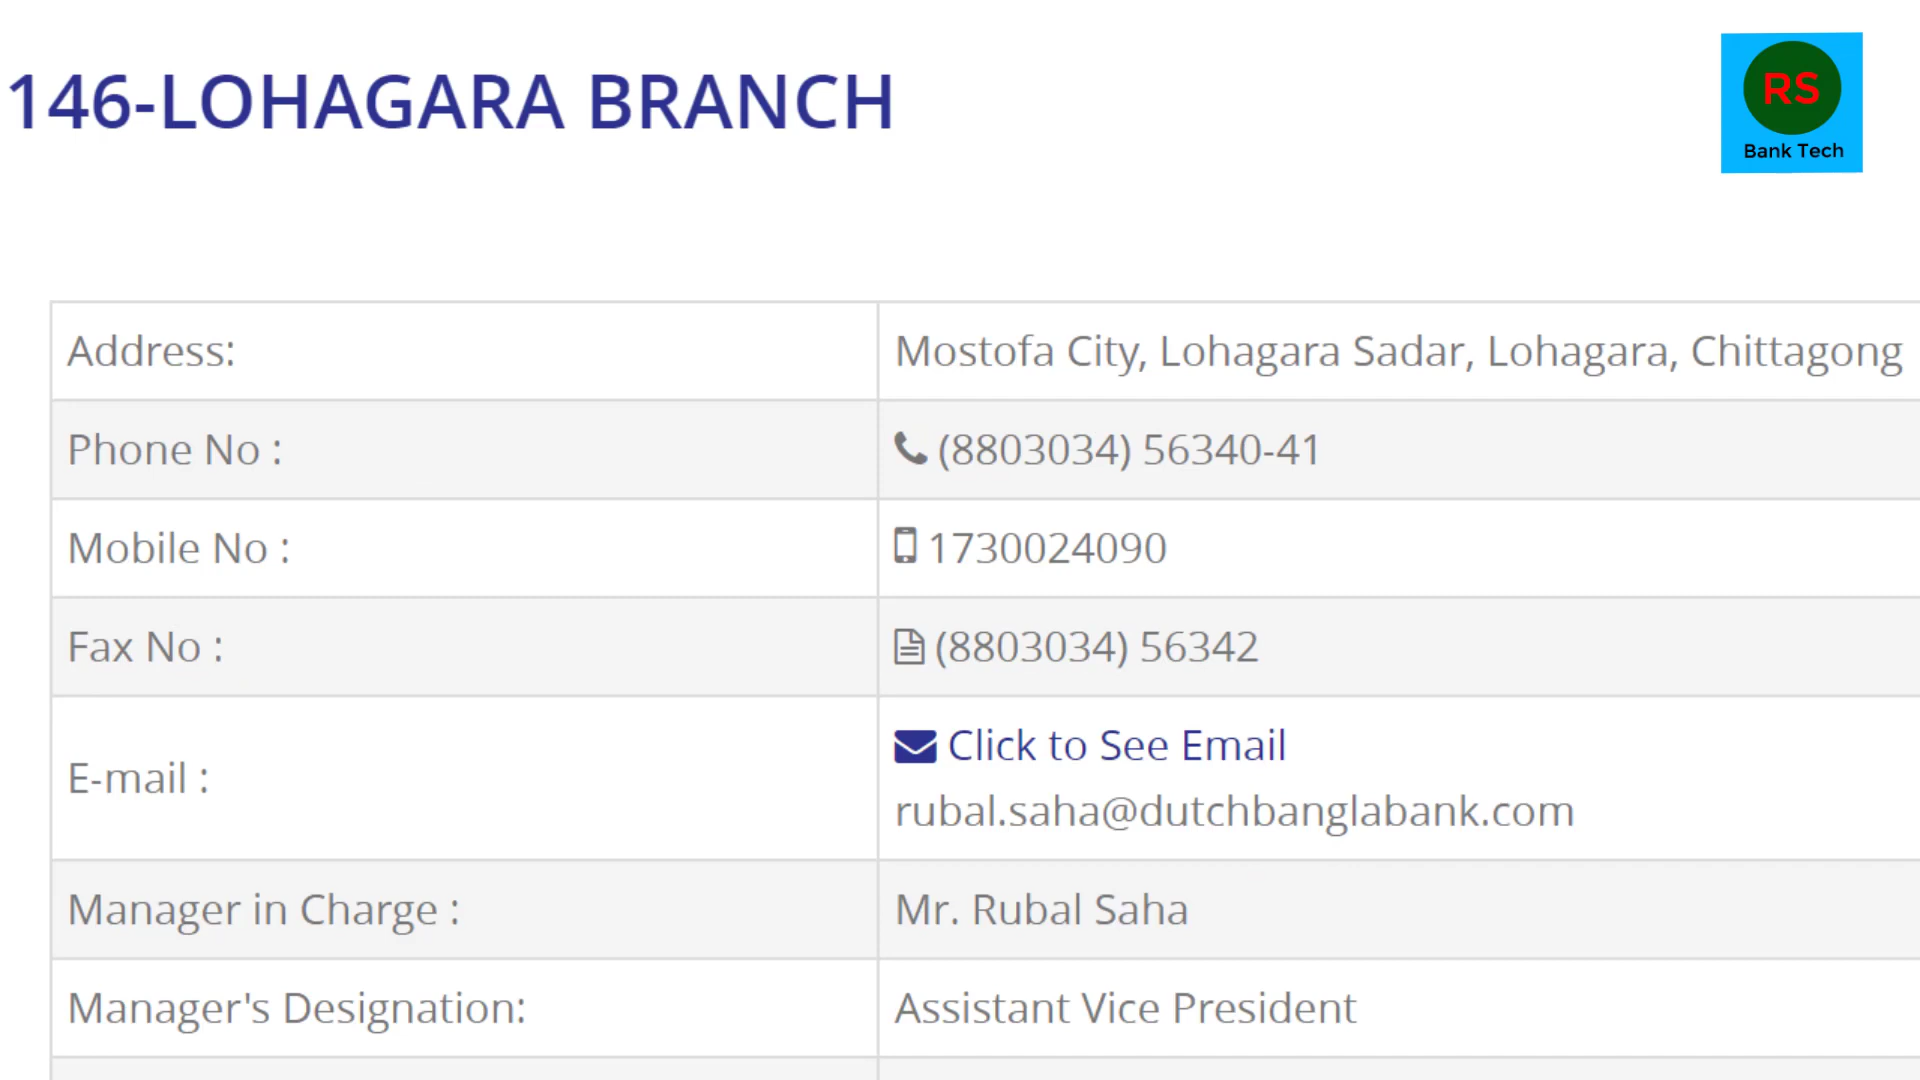 146-LOHAGARA BRANCH
RS
Bank Tech
Address:
Mostofa City, Lohagara Sadar, Lohagara, Chittagong
Phone No :
(8803034) 56340-41
Mobile No :
1730024090
Fax No :
(8803034) 56342
E-mail :
Click to See Email
rubal.saha@dutchbanglabank.com
Manager in Charge :
Mr. Rubal Saha
Manager's Designation:
Assistant Vice President